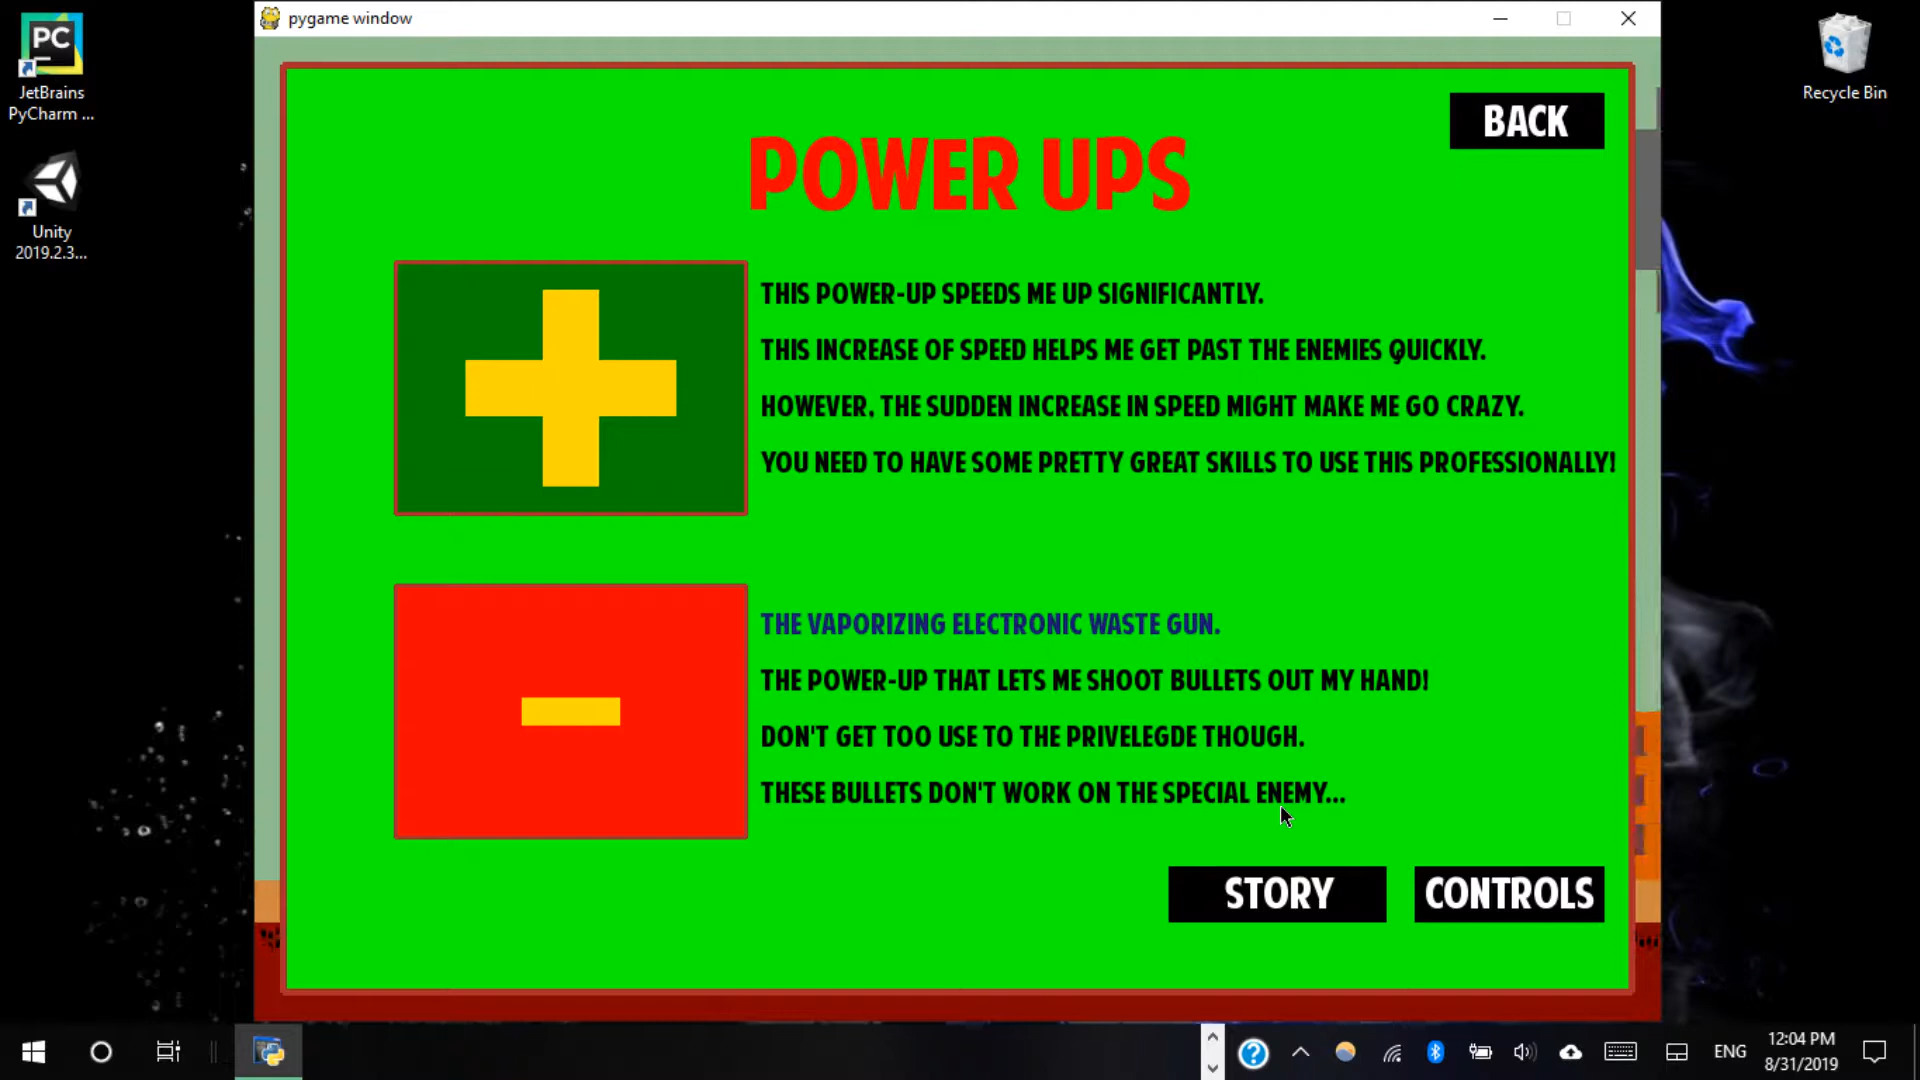 pygame window
JetBrains
PyCharm ...
Unity
2019.2.3...
Recycle Bin
BACK
POWER UPS
THIS POWER-UP SPEEDS ME UP SIGNIFICANTLY.
THIS INCREASE OF SPEED HELPS ME GET PAST THE ENEMIES QUICKLY.
HOWEVER, THE SUDDEN INCREASE IN SPEED MIGHT MAKE ME GO CRAZY.
YOU NEED TO HAVE SOME PRETTY GREAT SKILLS TO USE THIS PROFESSIONALLY!
THE VAPORIZING ELECTRONIC WASTE GUN.
THE POWER-UP THAT LETS ME SHOOT BULLETS OUT MY HAND!
DON'T GET TOO USE TO THE PRIVELEGDE THOUGH.
THESE BULLETS DON'T WORK ON THE SPECIAL ENEMY...
STORY
CONTROLS
ENG
12:04 PM
8/31/2019